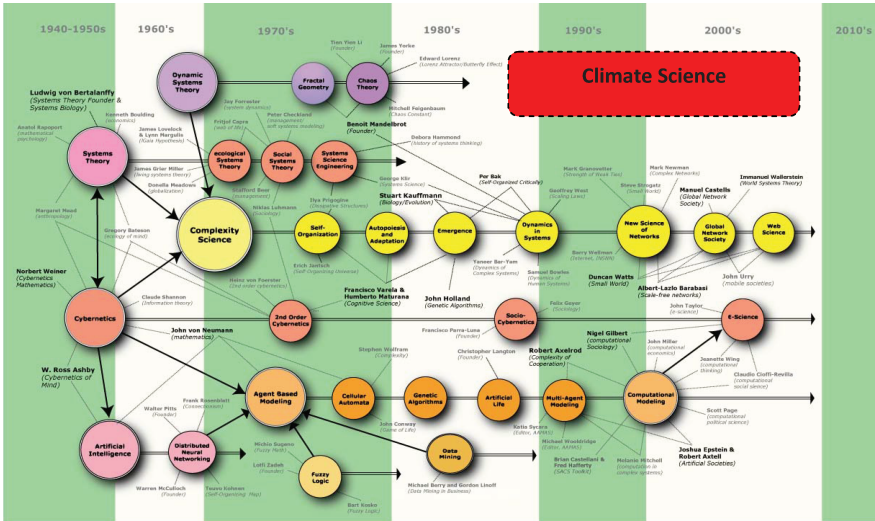 1940-1950s
1960's
1970's
1980's
1990's
2000's
2010's
Climate Science
Tian Yien Li
(Founder)
James Yorke
(Founder)
Edward Lorenz
(Lorenz Attractor/Butterfly Effect)
Dynamic
Systems
Theory
Fractal
Geometry
Chaos
Theory
Mitchell Feigenbaum
(Chaos Constant)
Benoit Mandelbrot
(Founder)
Ludwig von Bertalanffy
(Systems Theory Founder &
Systems Biology)
Kenneth Boulding
(economics)
Anatol Rapoport
(mathematical
psychology)
James Lovelock
& Lynn Margulis
(Gaia Hypothesis)
Jay Forrester
(system dynamics)
Fritjof Capra
(web of life)
Peter Checkland
(management/
soft systems modeling)
Debora Hammond
(history of systems thinking)
Systems
Theory
ecological
Systems
Theory
Social
Systems
Theory
Systems
Science
Engineering
James Grier Miller
(living systems theory)
Donella Meadows
(globalization)
Stafford Beer
(management)
Niklas Luhmann
(Sociology)
George Klir
(Systems Science)
Ilya Prigogine
(Dissipative Structures)
Stuart Kauffmann
(Biology/Evolution)
Per Bak
(Self-Organized Critically)
Geoffrey West
(Scaling Laws)
Mark Granovetter
(Strength of Weak Ties)
Mark Newman
(Complex Networks)
Steve Strogatz
(Small World)
Manuel Castells
(Global Network
Society)
Immanuel Wallerstein
(World Systems Theory)
Margaret Mead
(anthropology)
Gregory Bateson
(ecology of mind)
Complexity
Science
Self-
Organization
Autopoiesis
and
Adaptation
Emergence
Dynamics
in
Systems
New Science
of
Networks
Global
Network
Society
Web
Science
Erich Jantsch
(Self-Organizing Universe)
Heinz von Foerster
(2nd order cybernetics)
Francisco Varela &
Humberto Maturana
(Cognitive Science)
John Holland
(Genetic Algorithms)
Yaneer Bar-Yam
(Dynamics of
Complex Systems)
Samuel Bowles
(Dynamics of
Human Systems)
Barry Wellman
Duncan Watts
(Small World)
Albert-Lazlo Barabasi
(Scale-free networks)
John Urry
(mobile societies)
Norbert Weiner
(Cybernetics
Mathematics)
Claude Shannon
(Information theory)
Cybernetics
2nd Order
Cybernetics
Socio-
Cybernetics
E-Science
John von Neumann
(mathematics)
Francisco Parra-Luna
(Founder)
Felix Geyer
(Sociology)
John Taylor
(e-science)
Nigel Gilbert
(computational
Sociology)
John Miller
(computational
economics)
Jeanette Wing
(computational
thinking)
Claudio Cioffi-Revilla
(computational
social sience)
Scott Page
(computational
political science)
W. Ross Ashby
(Cybernetics of
Mind)
Stephen Wolfram
(Complexity)
Christopher Langton
(Founder)
Robert Axelrod
(Complexity of
Cooperation)
Agent Based
Modeling
Cellular
Automata
Genetic
Algorithms
Artificial
Life
Multi-Agent
Modeling
Computational
Modeling
Frank Rosenblatt
(Connectionism)
Walter Pitts
(Founder)
John Conway
(Game of Life)
Katia Sycara
(Editor, AAMAS)
Michael Wooldridge
(Editor, AAMAS)
Brian Castellani &
Fred Hafferty
(SACS Toolkit)
Melanie Mitchell
(computation in
complex systems)
Joshua Epstein &
Robert Axtell
(Artificial Societies)
Artificial
Intelligence
Distributed
Neural
Networking
Michio Sugeno
Lotfi Zadeh
(Founder)
Fuzzy
Logic
Data
Mining
Warren McCulloch
(Founder)
(Self-Organizing Map)
Bart Kosko
(Fuzzy Logic)
Michael Berry and Gordon Linoff
(Data Mining in Business)